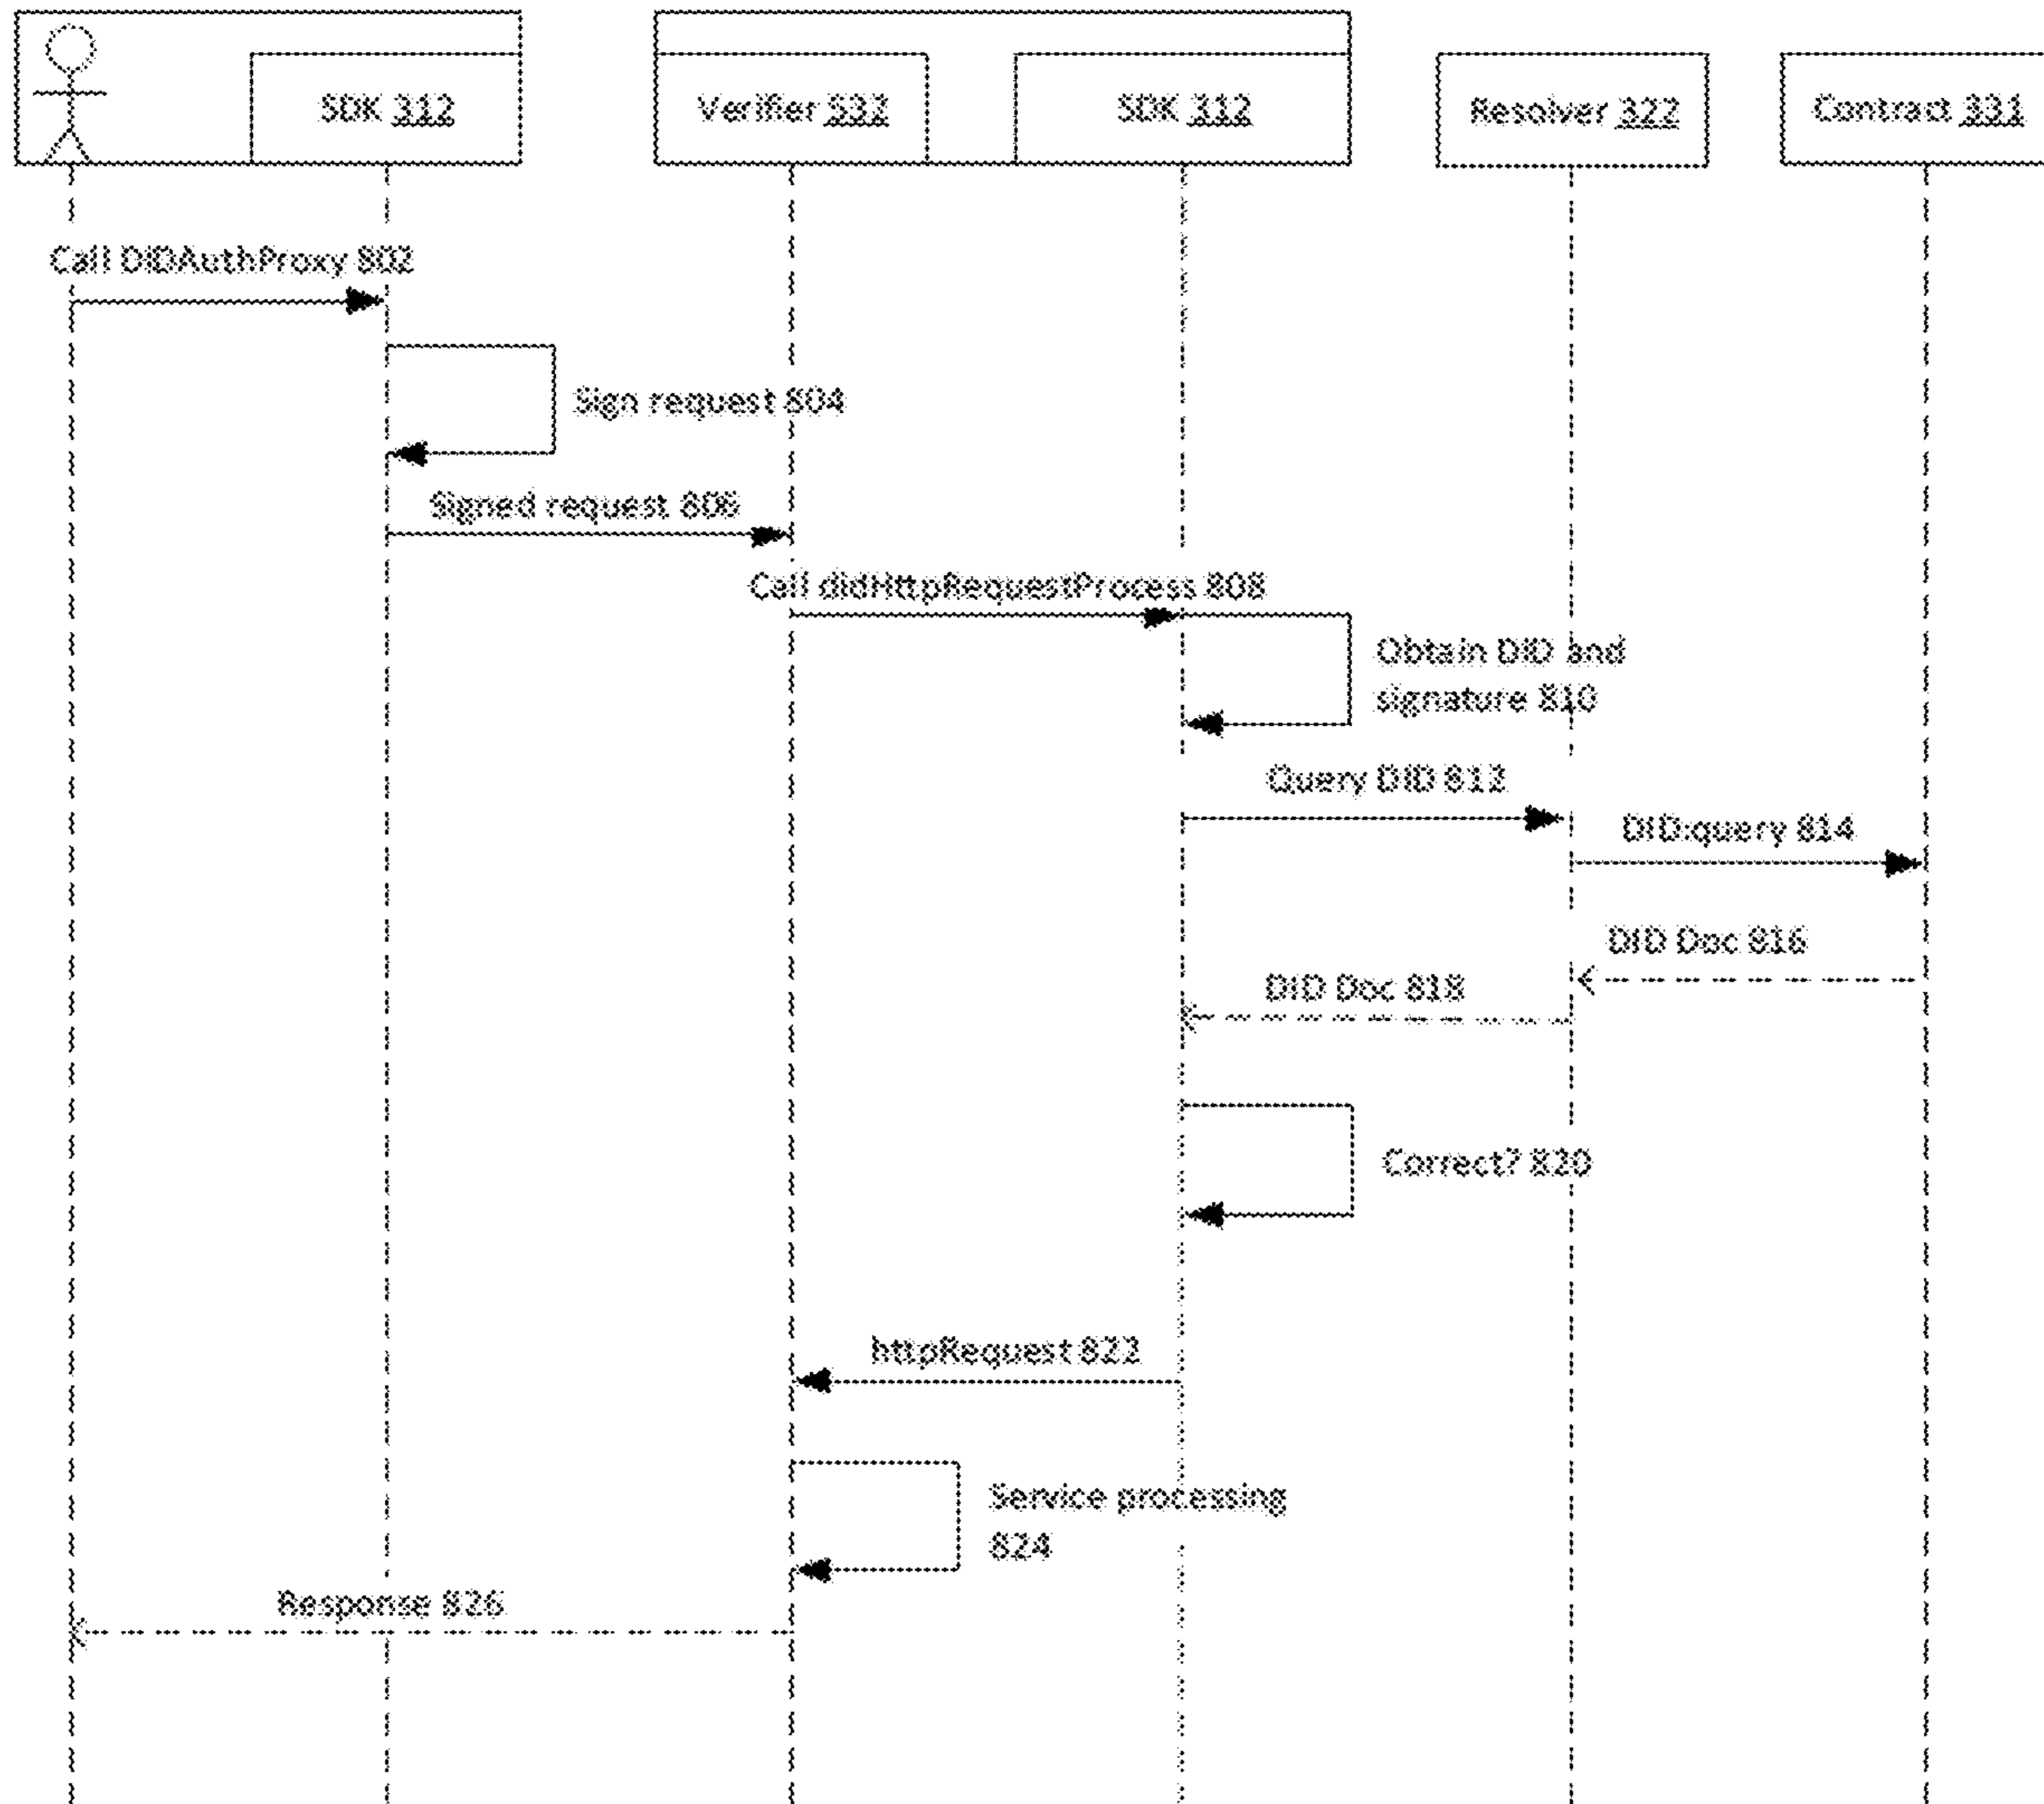 SDK 312
Verifier 532
SDK 312
Resolver 322
Contract 331
Call DIDAuthProxy 802
Sign request 804
Signed request 806
Call didHttpRequestProcess 808
Obtain DID and
signature 810
Query DID 812
DID:query 814
DID Doc 816
DID Doc 818
Correct? 820
httpRequest 822
Service processing
824
Response 826